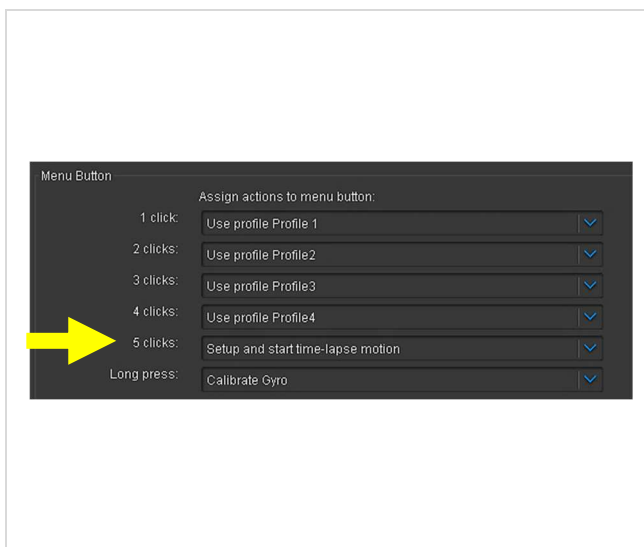 Menu Button
Assign actions to menu button:
1 click: Use profile Profile 1
2 clicks: Use profile Profile2
3 clicks: Use profile Profile3
4 clicks: Use profile Profile4
5 clicks: Setup and start time-lapse motion
Long press: Calibrate Gyro